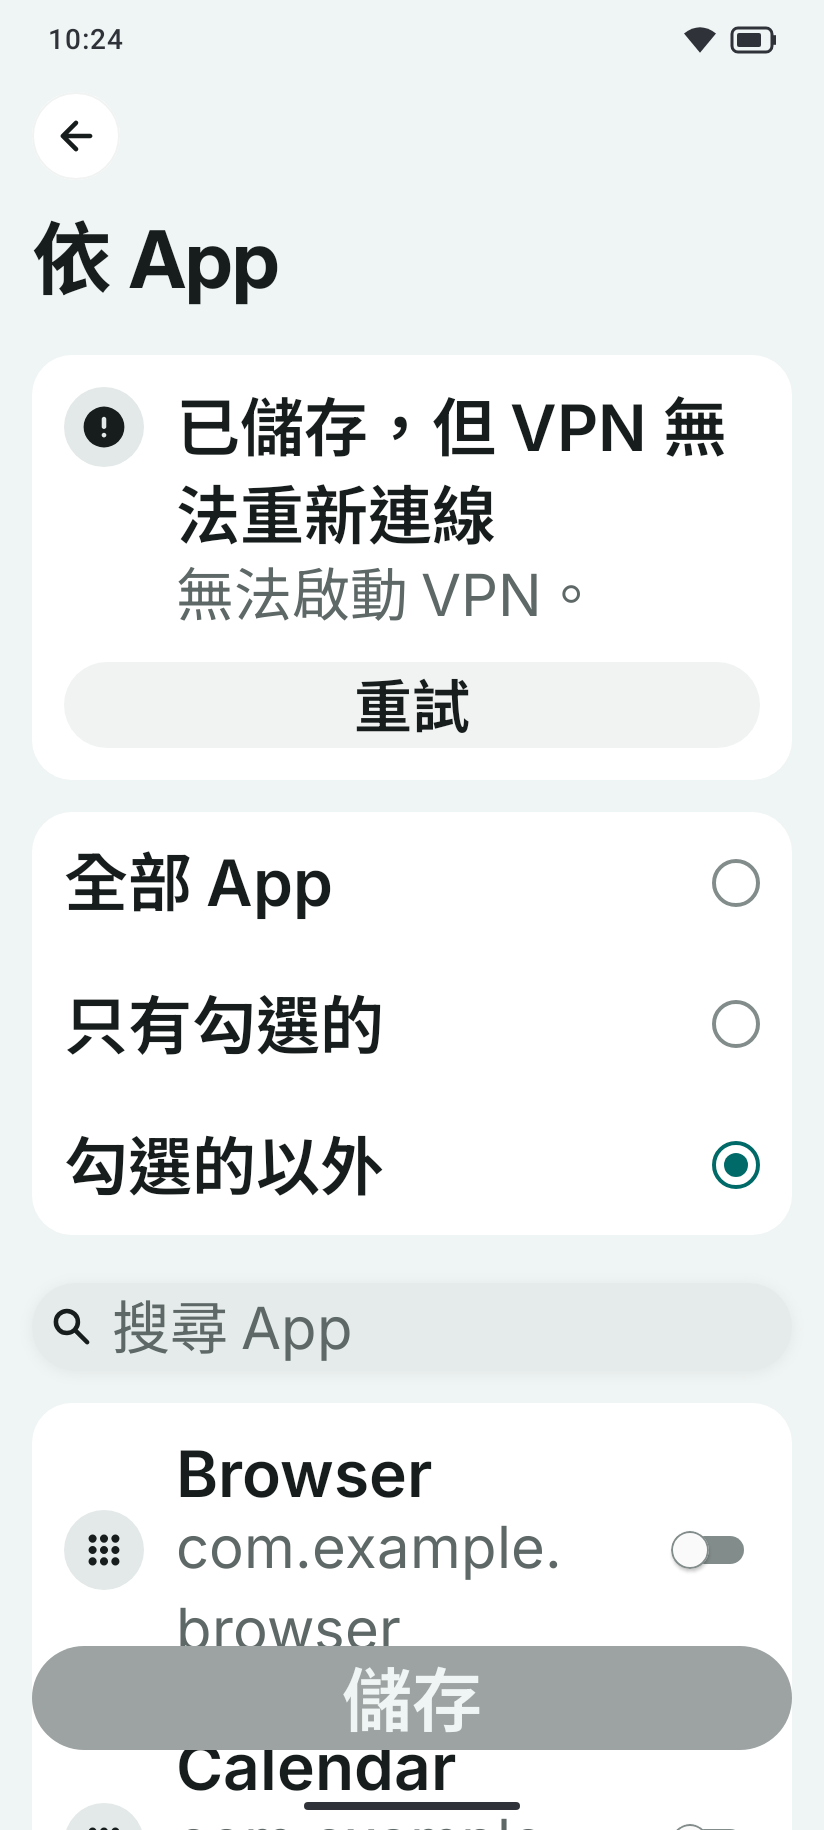 10:24
依 App
已儲存，但 VPN 無
法重新連線
無法啟動 VPN。
重試
全部 App
只有勾選的
勾選的以外
搜尋 App
Browser
com.example.
browser
儲存
Calendar